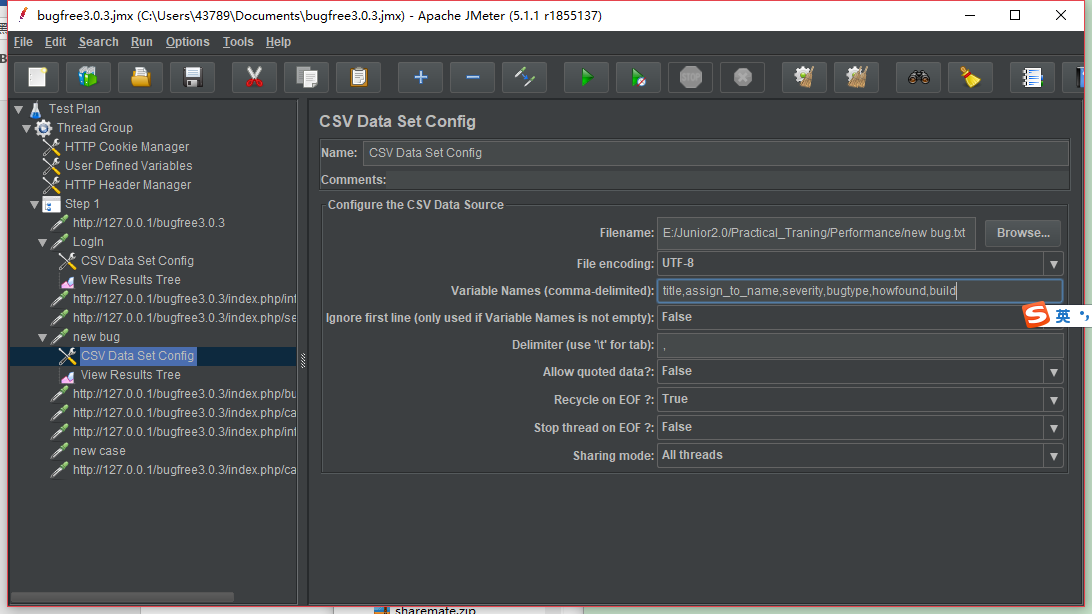 bugfree3.0.3.jmx (C:\Users\43789\Documents\bugfree3.0.3.jmx) - Apache JMeter (5.1.1 r1855137)
File Edit Search Run Options Tools Help
STOP
Test Plan
Thread Group
HTTP Cookie Manager
User Defined Variables
HTTP Header Manager
Step 1
http://127.0.0.1/bugfree3.0.3
LogIn
CSV Data Set Config
View Results Tree
http://127.0.0.1/bugfree3.0.3/index.php/inf
http://127.0.0.1/bugfree3.0.3/index.php/se
new bug
CSV Data Set Config
View Results Tree
http://127.0.0.1/bugfree3.0.3/index.php/bu
http://127.0.0.1/bugfree3.0.3/index.php/ca
http://127.0.0.1/bugfree3.0.3/index.php/inf
new case
http://127.0.0.1/bugfree3.0.3/index.php/ca
CSV Data Set Config
Name: CSV Data Set Config
Comments:
Configure the CSV Data Source
Filename: E:/Junior2.0/Practical_Traning/Performance/new bug.txt Browse...
File encoding: UTF-8
Variable Names (comma-delimited): title,assign_to_name,severity,bugtype,howfound,build
Ignore first line (only used if Variable Names is not empty): False
Delimiter (use '\t' for tab): ,
Allow quoted data?: False
Recycle on EOF ?: True
Stop thread on EOF ?: False
Sharing mode: All threads
S 英
sharemate.zip